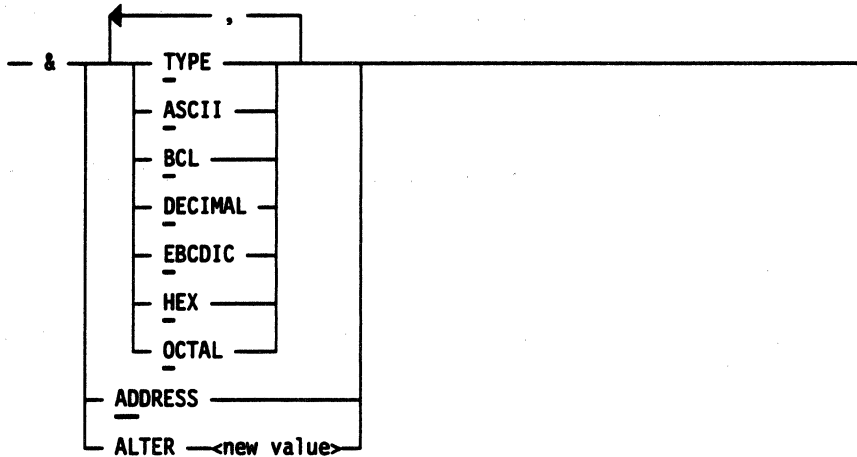 ,
& TYPE
ASCII
BCL
DECIMAL
EBCDIC
HEX
OCTAL
ADDRESS
ALTER <new value>